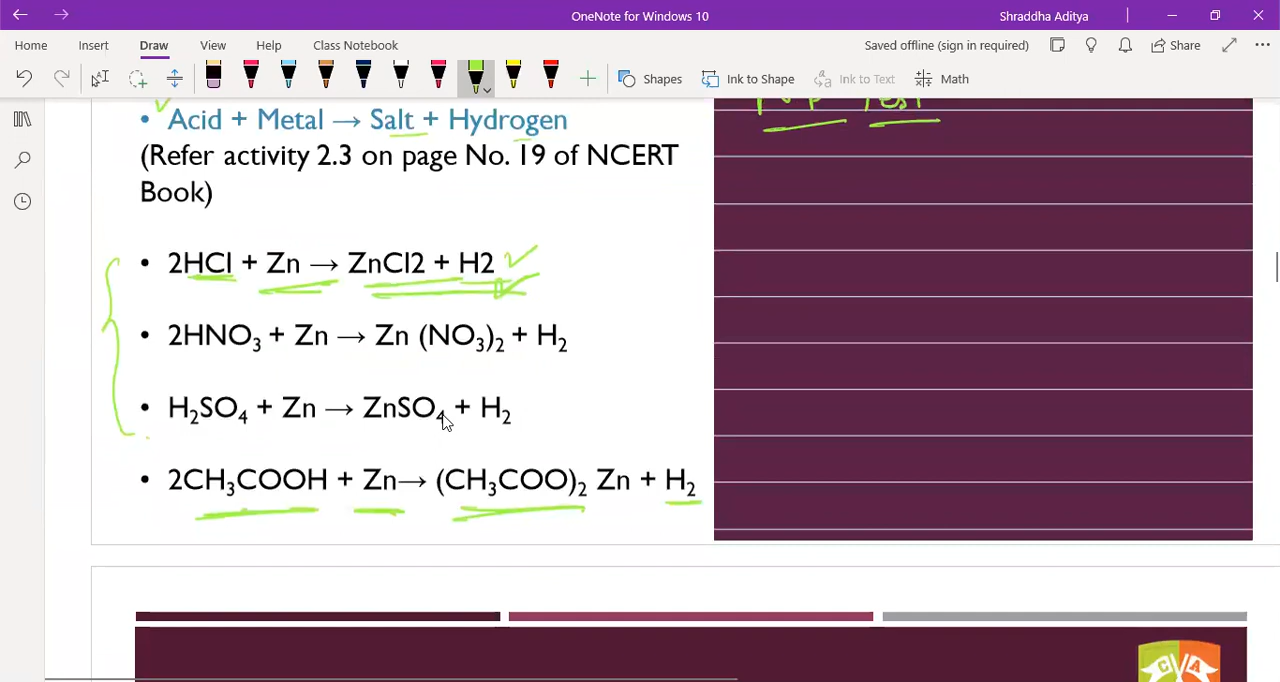 OneNote for Windows 10
Shraddha Aditya
Home Insert Draw View Help Class Notebook
Saved offline (sign in required) Share
Shapes Ink to Shape Ink to Text Math
• Acid + Metal → Salt + Hydrogen
(Refer activity 2.3 on page No. 19 of NCERT
Book)
• 2HCl + Zn → ZnCl2 + H2
• 2HNO₃ + Zn → Zn (NO₃)₂ + H₂
• H₂SO₄ + Zn → ZnSO₄ + H₂
• 2CH₃COOH + Zn→ (CH₃COO)₂ Zn + H₂
Test